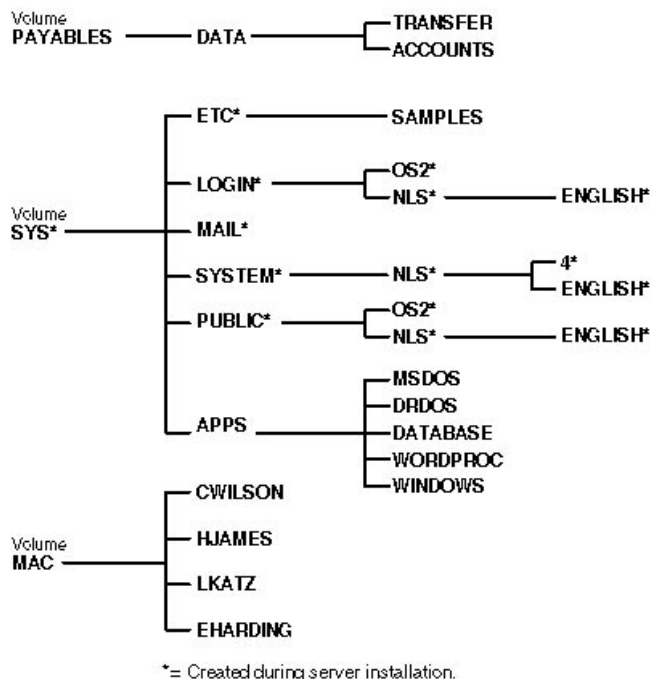 Volume
PAYABLES
DATA
TRANSFER
ACCOUNTS
Volume
SYS*
ETC*
SAMPLES
LOGIN*
OS2*
NLS*
ENGLISH*
MAIL*
SYSTEM*
NLS*
4*
ENGLISH*
PUBLIC*
OS2*
NLS*
ENGLISH*
APPS
MSDOS
DRDOS
DATABASE
WORDPROC
WINDOWS
Volume
MAC
CWILSON
HJAMES
LKATZ
EHARDING
*= Created during server installation.